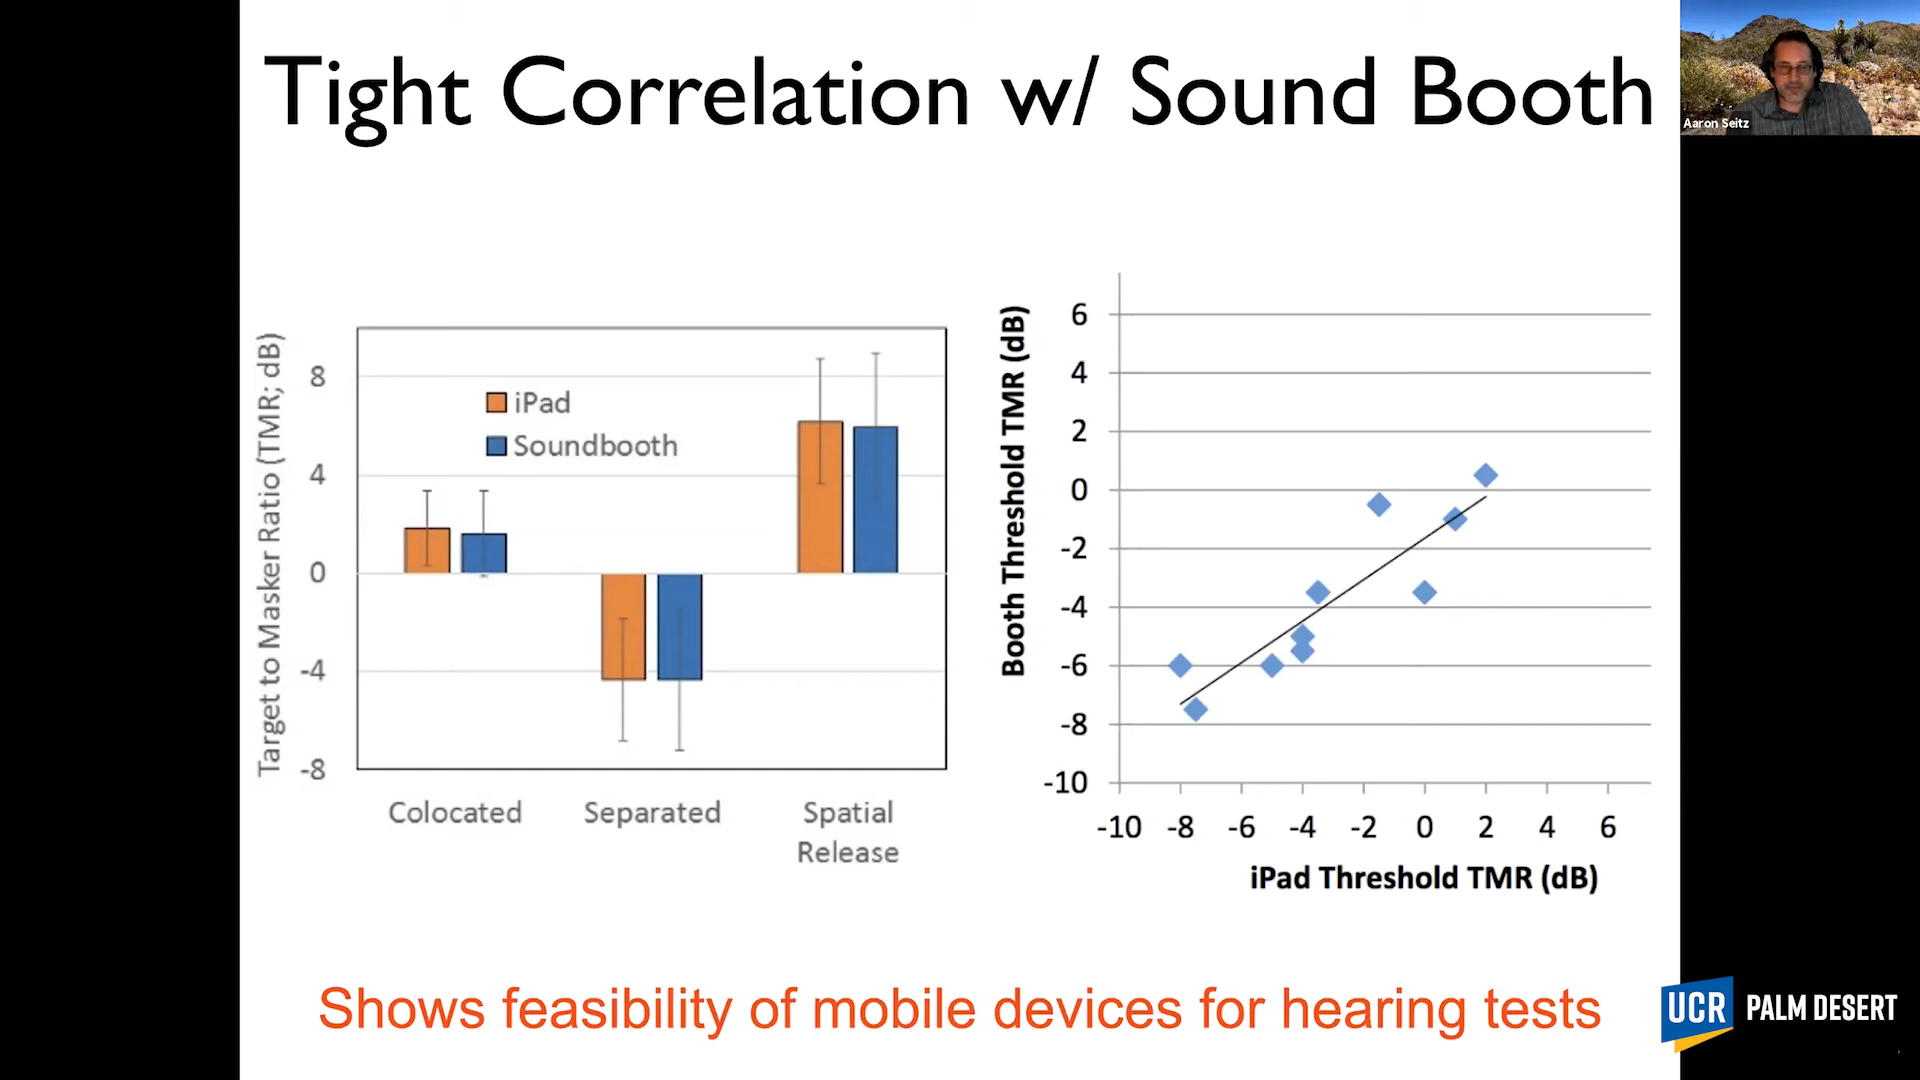 Tight Correlation w/ Sound Booth
Aaron Seitz
Target to Masker Ratio (TMR; dB)
8
4
0
-4
-8
iPad
Soundbooth
Colocated
Separated
Spatial
Release
Booth Threshold TMR (dB)
6
4
2
0
-2
-4
-6
-8
-10
-10 -8 -6 -4 -2 0 2 4 6
iPad Threshold TMR (dB)
Shows feasibility of mobile devices for hearing tests
UCR PALM DESERT